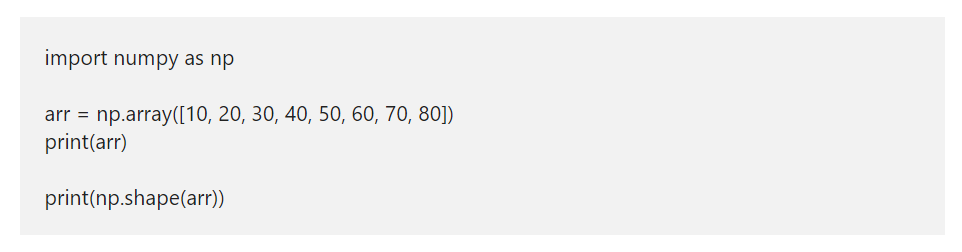 import numpy as np
arr = np.array([10, 20, 30, 40, 50, 60, 70, 80])
print(arr)
print(np.shape(arr))